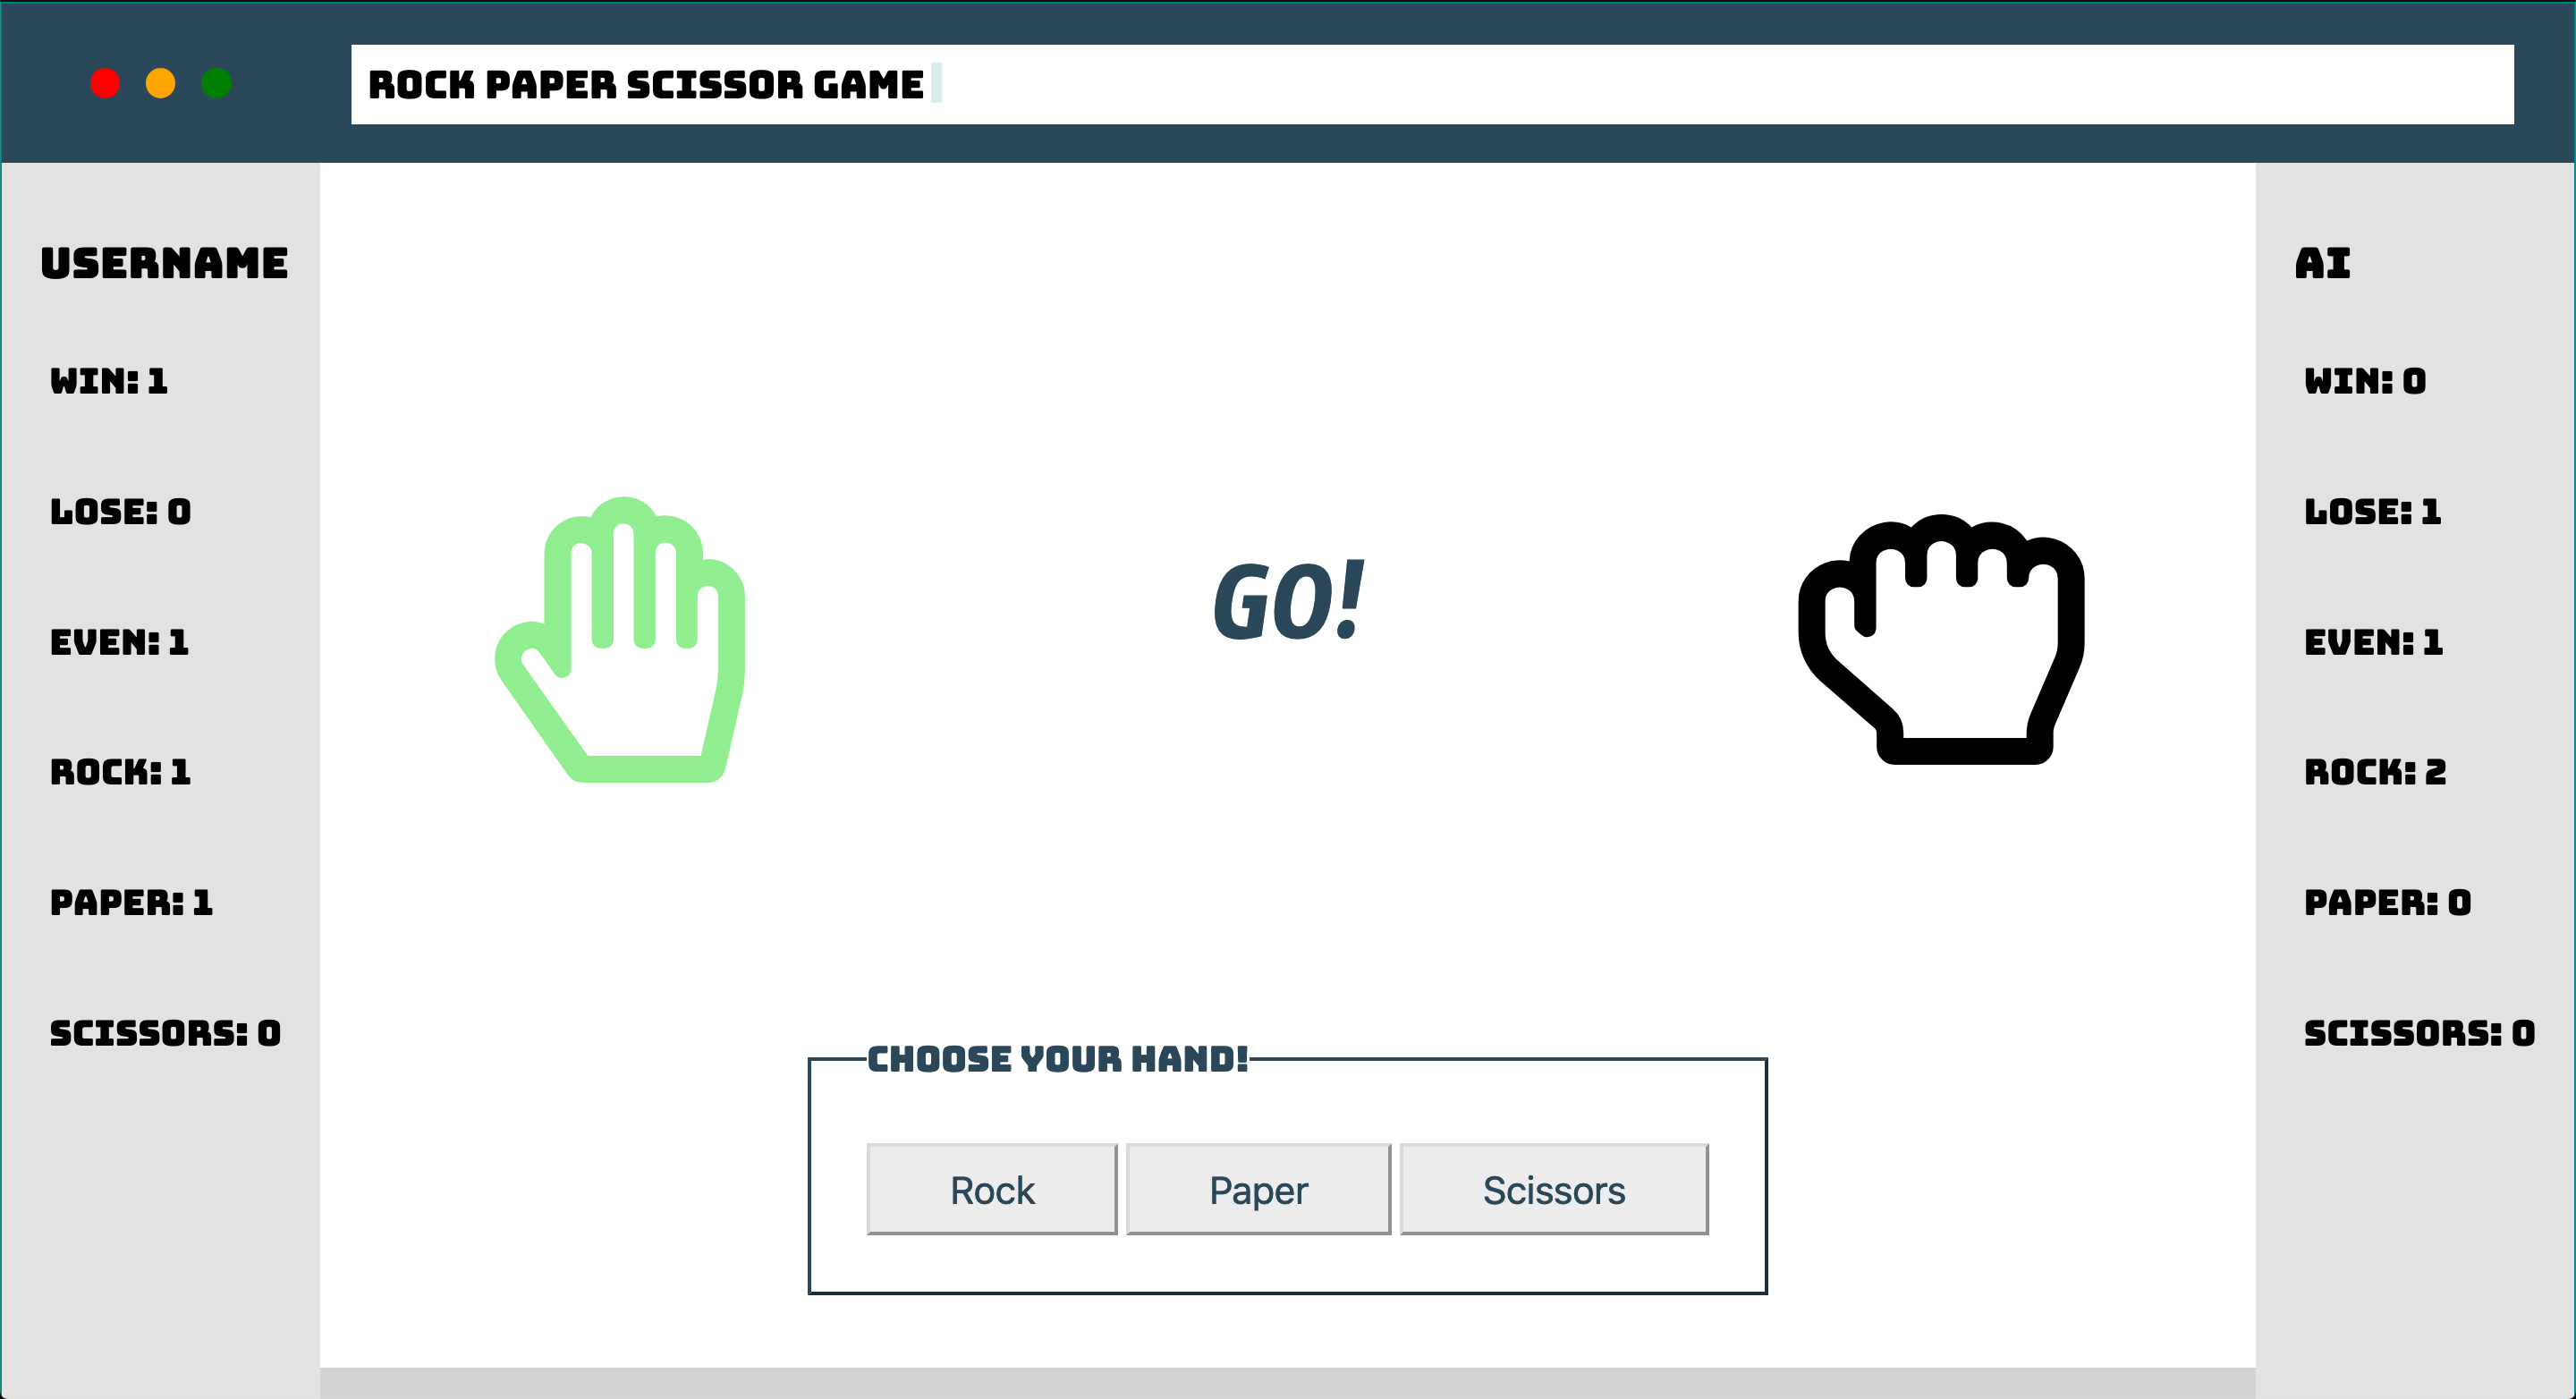 ROCK PAPER SCISSOR GAME
USERNAME
WIN: 1
LOSE: 0
EVEN: 1
ROCK: 1
PAPER: 1
SCISSORS: 0
GO!
CHOOSE YOUR HAND!
Rock Paper Scissors
AI
WIN: 0
LOSE: 1
EVEN: 1
ROCK: 2
PAPER: 0
SCISSORS: 0